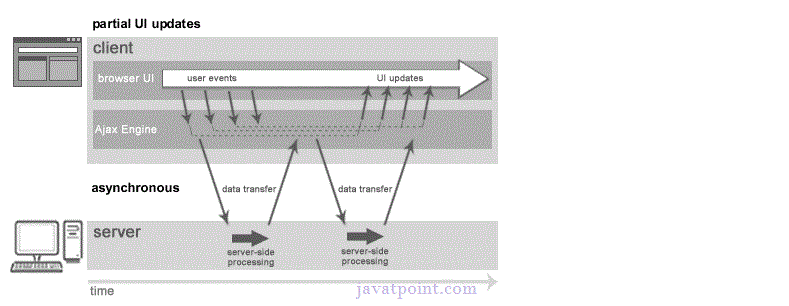 partial UI updates
client
browser UI
user events
UI updates
Ajax Engine
asynchronous
data transfer
data transfer
server
server-side
processing
server-side
processing
time
javatpoint.com